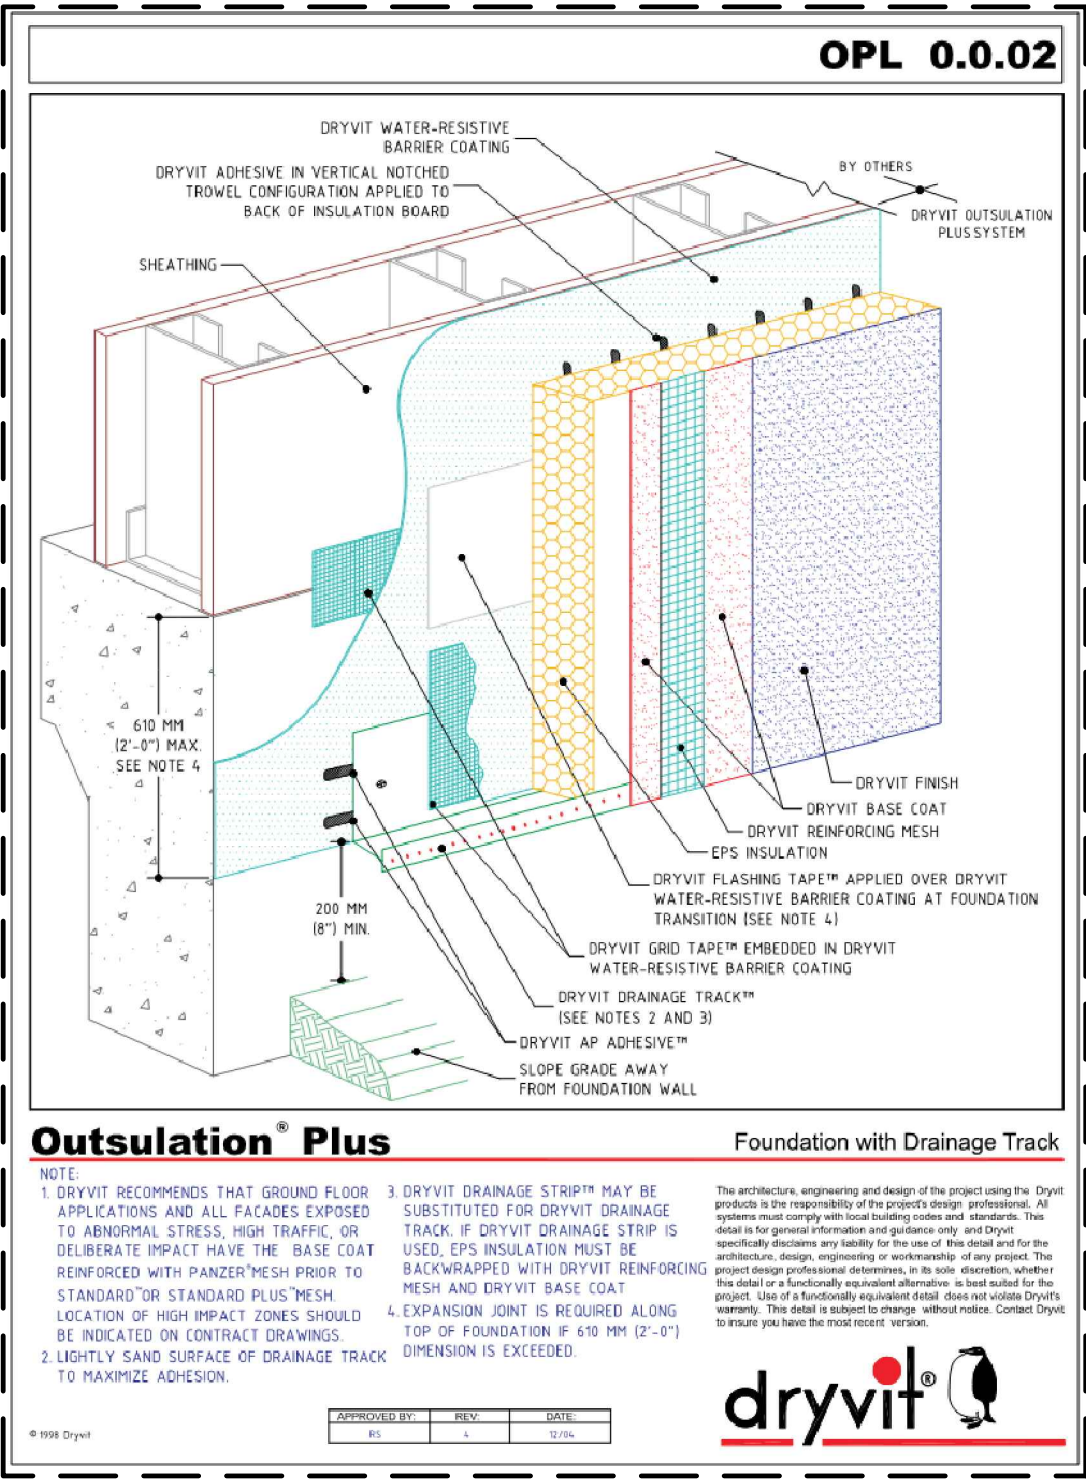 OPL 0.0.02
DRYVIT WATER-RESISTIVE
BARRIER COATING
DRYVIT ADHESIVE IN VERTICAL NOTCHED
TROWEL CONFIGURATION APPLIED TO
BACK OF INSULATION BOARD
SHEATHING
BY OTHERS
DRYVIT OUTSULATION
PLUS SYSTEM
610 MM
(2'-0") MAX.
SEE NOTE 4
200 MM
(8") MIN.
DRYVIT FINISH
DRYVIT BASE COAT
DRYVIT REINFORCING MESH
EPS INSULATION
DRYVIT FLASHING TAPE™ APPLIED OVER DRYVIT
WATER-RESISTIVE BARRIER COATING AT FOUNDATION
TRANSITION (SEE NOTE 4)
DRYVIT GRID TAPE™ EMBEDDED IN DRYVIT
WATER-RESISTIVE BARRIER COATING
DRYVIT DRAINAGE TRACK™
(SEE NOTES 2 AND 3)
DRYVIT AP ADHESIVE™
SLOPE GRADE AWAY
FROM FOUNDATION WALL
Outsulation® Plus
Foundation with Drainage Track
NOTE:
1. DRYVIT RECOMMENDS THAT GROUND FLOOR
APPLICATIONS AND ALL FACADES EXPOSED
TO ABNORMAL STRESS, HIGH TRAFFIC, OR
DELIBERATE IMPACT HAVE THE BASE COAT
REINFORCED WITH PANZER® MESH PRIOR TO
STANDARD™ OR STANDARD PLUS™ MESH.
LOCATION OF HIGH IMPACT ZONES SHOULD
BE INDICATED ON CONTRACT DRAWINGS.
2. LIGHTLY SAND SURFACE OF DRAINAGE TRACK
TO MAXIMIZE ADHESION.
3. DRYVIT DRAINAGE STRIP™ MAY BE
SUBSTITUTED FOR DRYVIT DRAINAGE
TRACK. IF DRYVIT DRAINAGE STRIP IS
USED, EPS INSULATION MUST BE
BACKWRAPPED WITH DRYVIT REINFORCING
MESH AND DRYVIT BASE COAT
4. EXPANSION JOINT IS REQUIRED ALONG
TOP OF FOUNDATION IF 610 MM (2'-0")
DIMENSION IS EXCEEDED.
The architecture, engineering and design of the project using the Dryvit
products is the responsibility of the project's design professional. All
systems must comply with local building codes and standards. This
detail is for general information and guidance only and Dryvit
specifically disclaims any liability for the use of this detail and for the
architecture, design, engineering or workmanship of any project. The
project design professional determines, in its sole discretion, whether
this detail or a functionally equivalent alternative is best suited for the
project. Use of a functionally equivalent detail does not violate Dryvit's
warranty. This detail is subject to change without notice. Contact Dryvit
to insure you have the most recent version.
dryvit®
APPROVED BY: REV: DATE:
RS 4 12/04
© 1998 Dryvit